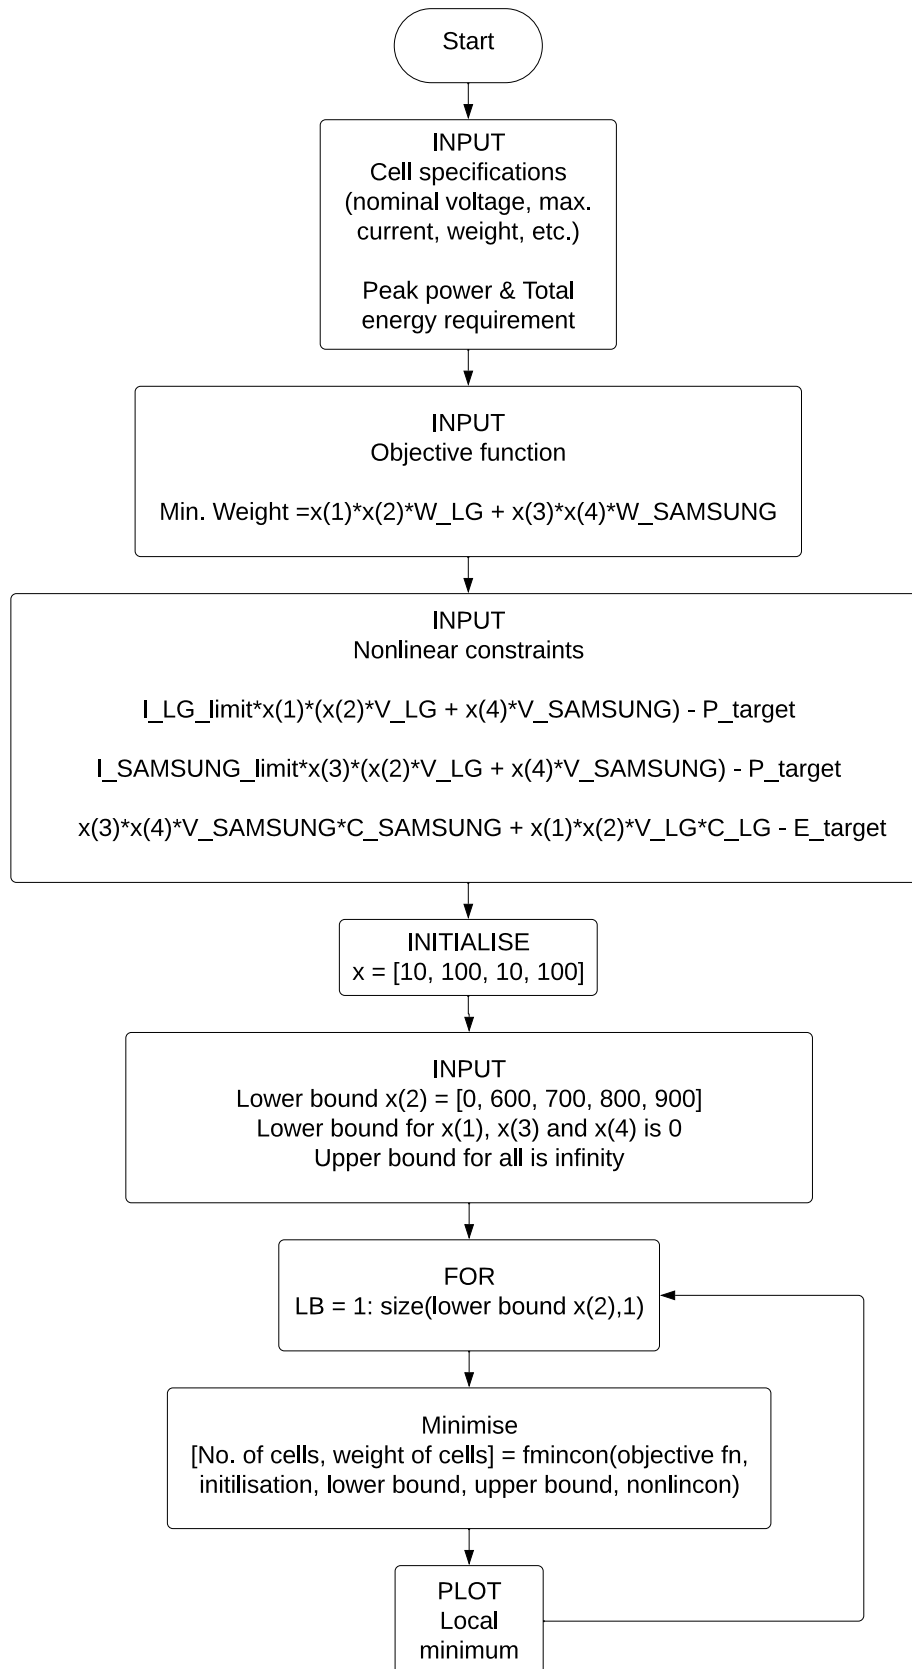 Start
INPUT
Cell specifications
(nominal voltage, max.
current, weight, etc.)
Peak power & Total
energy requirement
INPUT
Objective function
Min. Weight =x(1)*x(2)*W_LG + x(3)*x(4)*W_SAMSUNG
INPUT
Nonlinear constraints
I_LG_limit*x(1)*(x(2)*V_LG + x(4)*V_SAMSUNG) - P_target
I_SAMSUNG_limit*x(3)*(x(2)*V_LG + x(4)*V_SAMSUNG) - P_target
x(3)*x(4)*V_SAMSUNG*C_SAMSUNG + x(1)*x(2)*V_LG*C_LG - E_target
INITIALISE
x = [10, 100, 10, 100]
INPUT
Lower bound x(2) = [0, 600, 700, 800, 900]
Lower bound for x(1), x(3) and x(4) is 0
Upper bound for all is infinity
FOR
LB = 1: size(lower bound x(2),1)
Minimise
[No. of cells, weight of cells] = fmincon(objective fn,
initilisation, lower bound, upper bound, nonlincon)
PLOT
Local
minimum